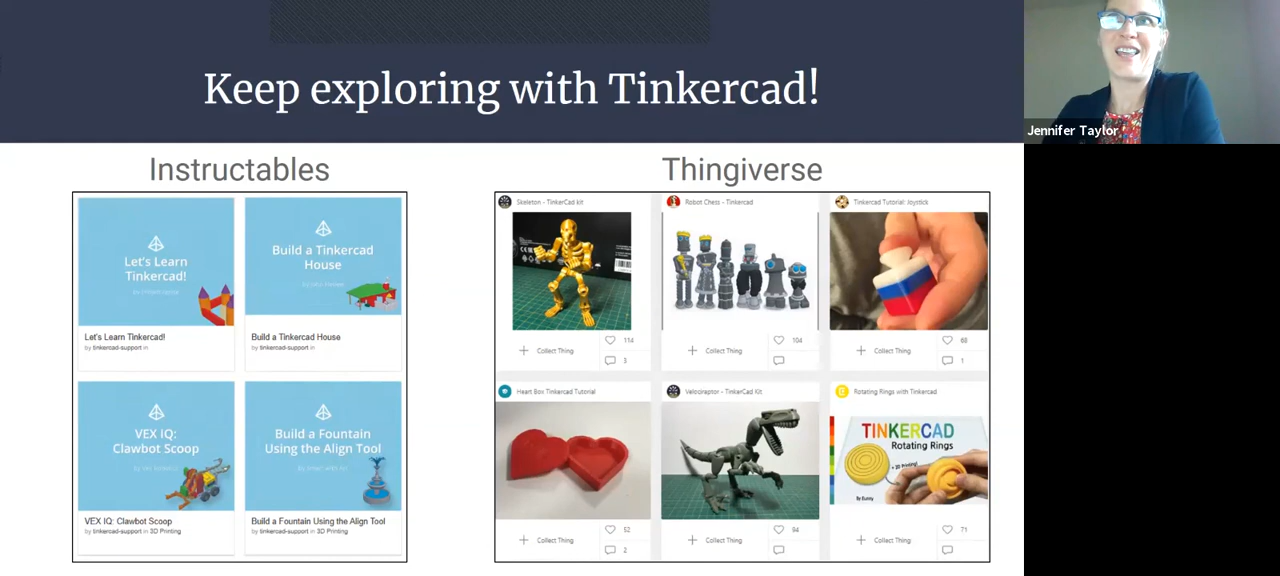 Keep exploring with Tinkercad!
Jennifer Taylor
Instructables
Let's Learn
Tinkercad!
Let's Learn Tinkercad!
by tinkercad-support in
Build a Tinkercad
House
Build a Tinkercad House
by tinkercad-support in
VEX IQ:
Clawbot Scoop
VEX IQ: Clawbot Scoop
by tinkercad-support in 3D Printing
Build a Fountain
Using the Align Tool
Build a Fountain Using the Align Tool
by tinkercad-support in 3D Printing
Thingiverse
Skeleton - TinkerCad kit
Collect Thing
114
3
Robot Chess - Tinkercad
Collect Thing
104
Tinkercad Tutorial: Joystick
Collect Thing
68
1
Heart Box Tinkercad Tutorial
Collect Thing
52
2
Velociraptor - TinkerCad Kit
Collect Thing
94
Rotating Rings with Tinkercad
TINKERCAD
Rotating Rings
+ 3D Printing!
By Eunny
Collect Thing
71